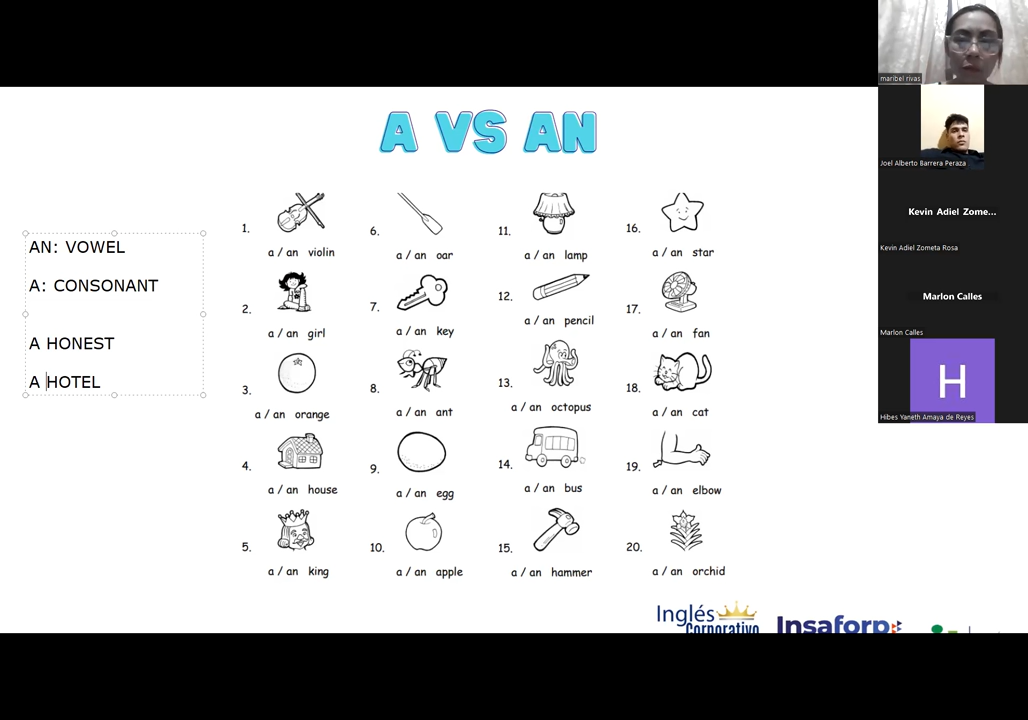 A VS AN
AN: VOWEL
A: CONSONANT
A HONEST
A HOTEL
1.
a / an violin
6.
a / an oar
11.
a / an lamp
16.
a / an star
2.
a / an girl
7.
a / an key
12.
a / an pencil
17.
a / an fan
3.
a / an orange
8.
a / an ant
13.
a / an octopus
18.
a / an cat
4.
a / an house
9.
a / an egg
14.
a / an bus
19.
a / an elbow
5.
a / an king
10.
a / an apple
15.
a / an hammer
20.
a / an orchid
Inglés
Corporativo
Insaforp
maribel rivas
Joel Alberto Barrera Peraza
Kevin Adiel Zome...
Kevin Adiel Zometa Rosa
Marlon Calles
Marlon Calles
H
Hibes Yaneth Amaya de Reyes